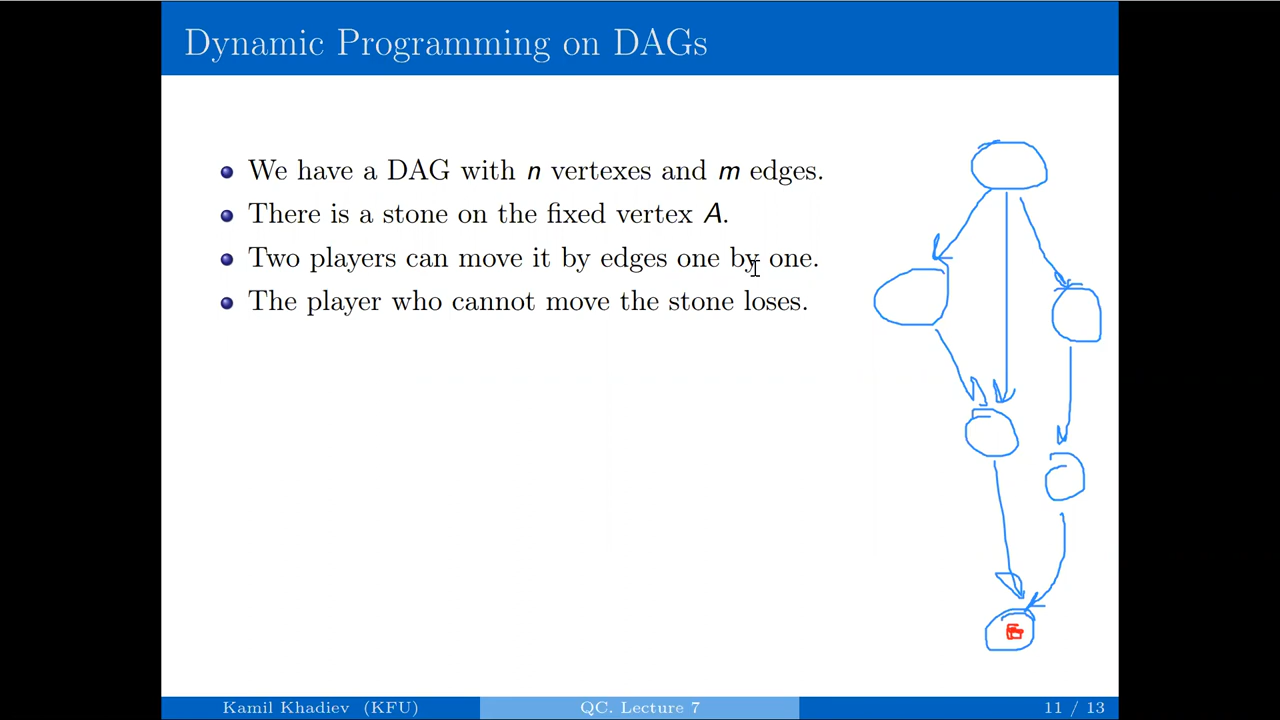 Dynamic Programming on DAGs
We have a DAG with n vertexes and m edges.
There is a stone on the fixed vertex A.
Two players can move it by edges one by one.
The player who cannot move the stone loses.
Kamil Khadiev (KFU) QC. Lecture 7 11 / 13